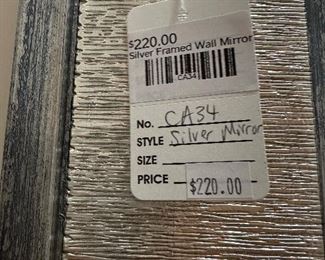 $220.00
Silver Framed Wall Mirror
CA34
No. CA34
STYLE Silver Mirror
SIZE
PRICE $220.00